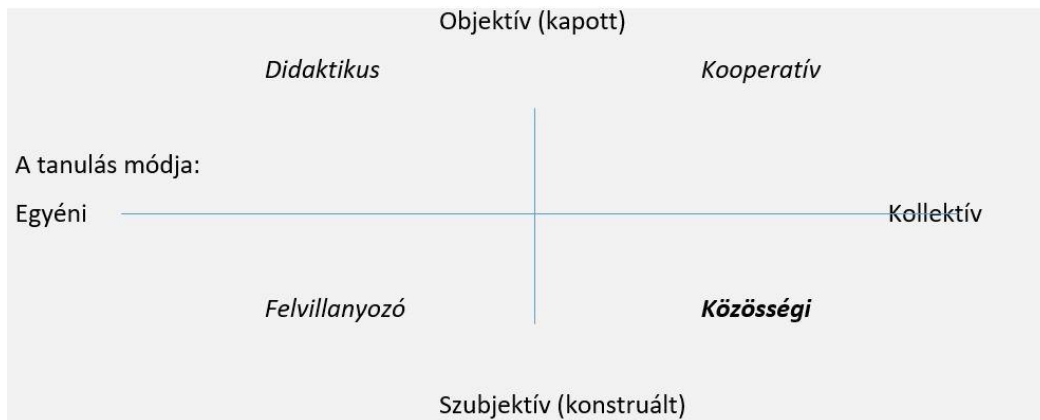 Objektív (kapott)
Didaktikus Kooperatív
A tanulás módja:
Egyéni Kollektív
Felvillanyozó Közösségi
Szubjektív (konstruált)